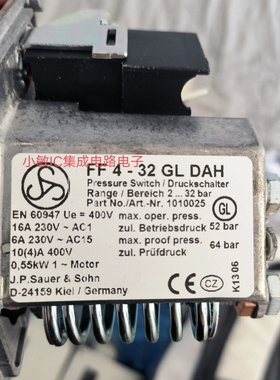 小敏IC集成电路电子
FF 4 - 32 GL DAH
Pressure Switch / Druckschalter
Range / Bereich 2 ... 32 bar
Part No./Art.-Nr. 1010025
EN 60947 Ue = 400V
16A 230V ~ AC1
6A 230V ~ AC15
10(4)A 400V
0,55kW 1 ~ Motor
J.P.Sauer & Sohn
D-24159 Kiel / Germany
max. oper. press.
zul. Betriebsdruck 52 bar
max. proof press.
zul. Prüfdruck 64 bar
GL
CE
CZ
K1306